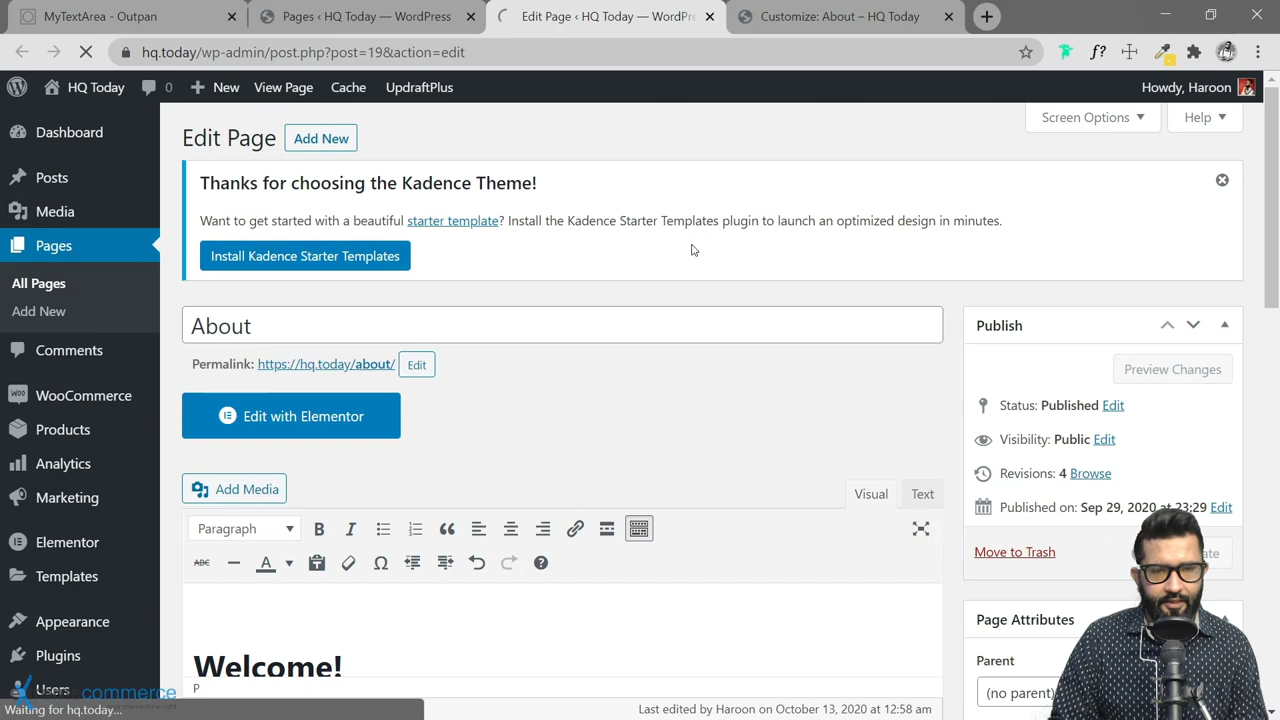 MyTextArea - Outpan
Pages ‹ HQ Today — WordPress
Edit Page ‹ HQ Today — WordPre
Customize: About – HQ Today
hq.today/wp-admin/post.php?post=19&action=edit
HQ Today
0
New
View Page
Cache
UpdraftPlus
Howdy, Haroon
Dashboard
Posts
Media
Pages
All Pages
Add New
Comments
WooCommerce
Products
Analytics
Marketing
Elementor
Templates
Appearance
Plugins
Users
Screen Options
Help
Edit Page
Add New
Thanks for choosing the Kadence Theme!
Want to get started with a beautiful starter template? Install the Kadence Starter Templates plugin to launch an optimized design in minutes.
Install Kadence Starter Templates
About
Permalink: https://hq.today/about/ Edit
Edit with Elementor
Add Media
Visual
Text
Paragraph
ABC
Welcome!
P
Last edited by Haroon on October 13, 2020 at 12:58 am
Publish
Preview Changes
Status: Published Edit
Visibility: Public Edit
Revisions: 4 Browse
Published on: Sep 29, 2020 at 23:29 Edit
Move to Trash
Page Attributes
Parent
(no parent)
commerce
Waiting for hq.today...